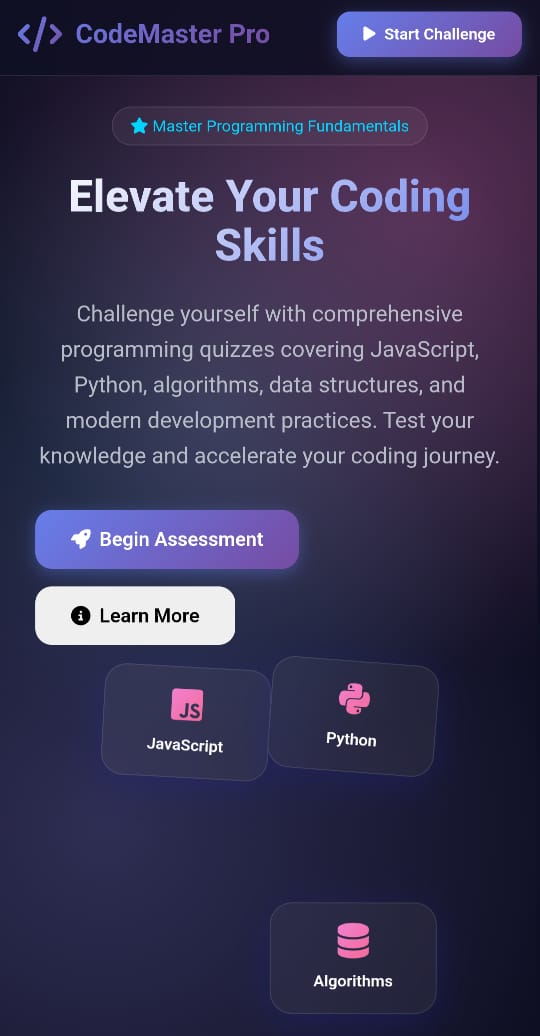 CodeMaster Pro
Start Challenge
Master Programming Fundamentals
Elevate Your Coding
Skills
Challenge yourself with comprehensive
programming quizzes covering JavaScript,
Python, algorithms, data structures, and
modern development practices. Test your
knowledge and accelerate your coding journey.
Begin Assessment
Learn More
JS
JavaScript
Python
Algorithms